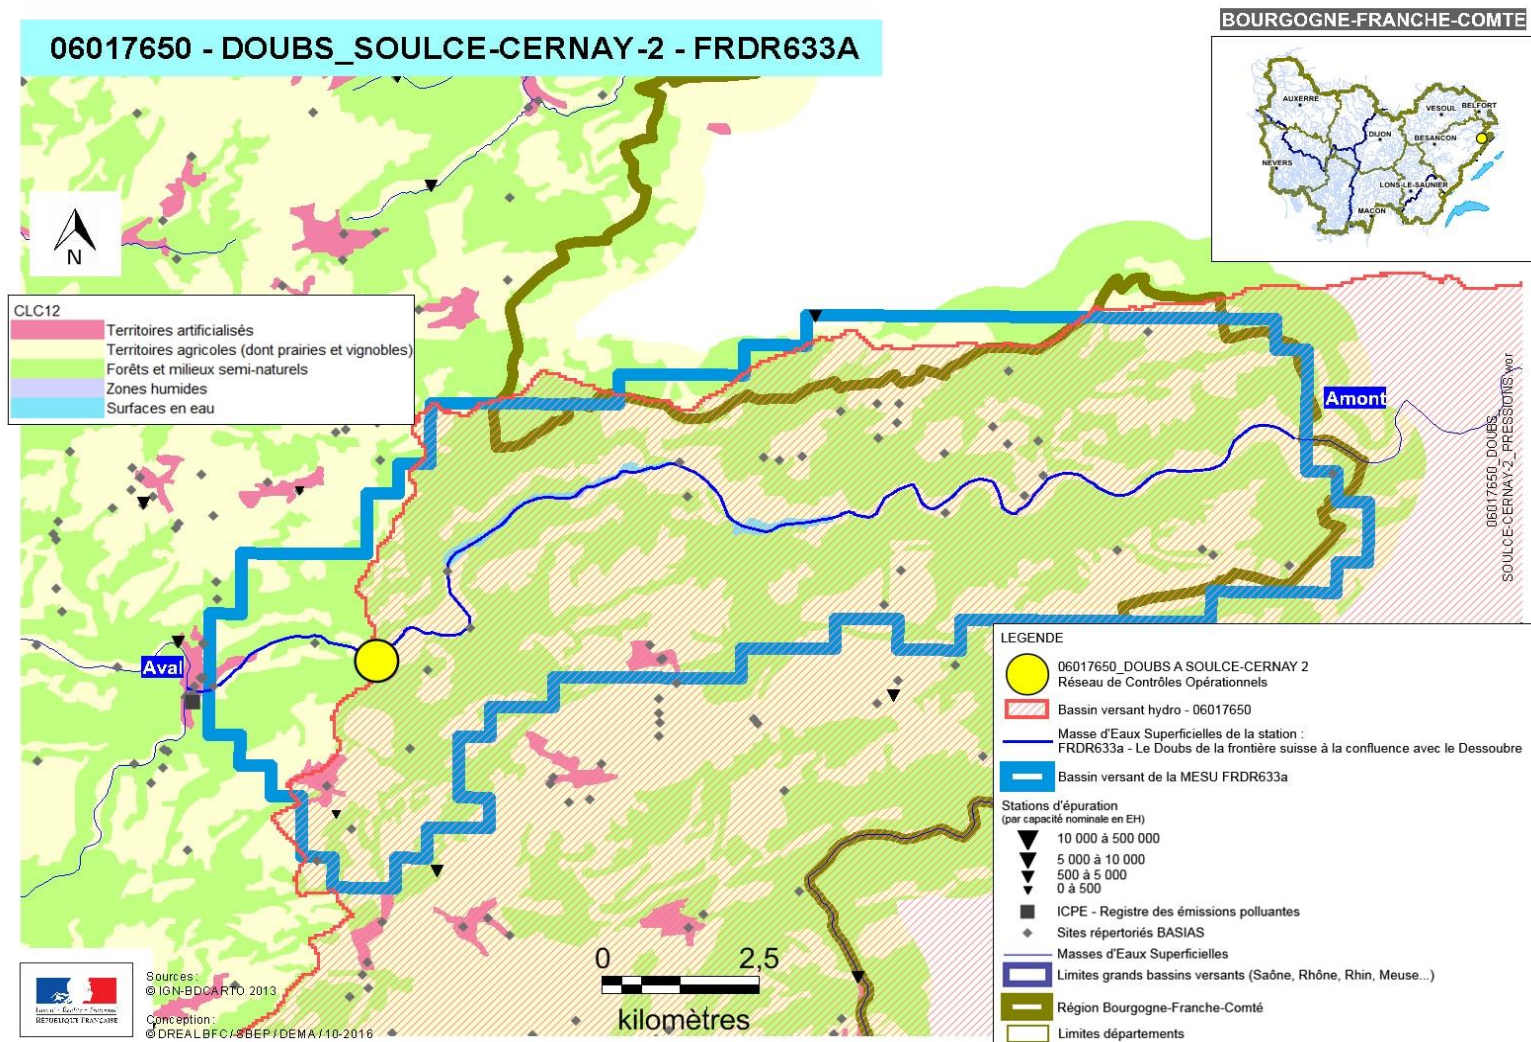 06017650 - DOUBS_SOULCE-CERNAY-2 - FRDR633A
BOURGOGNE-FRANCHE-COMTE
AUXERRE
VESOUL
BELFORT
DIJON
BESANCON
NEVERS
LONS-LE-SAUNIER
MACON
N
CLC12
Territoires artificialisés
Territoires agricoles (dont prairies et vignobles)
Forêts et milieux semi-naturels
Zones humides
Surfaces en eau
Amont
Aval
06017650_DOUBS
SOULCE-CERNAY-2_PRESSIONS.wor
LEGENDE
06017650_DOUBS A SOULCE-CERNAY 2
Réseau de Contrôles Opérationnels
Bassin versant hydro - 06017650
Masse d'Eaux Superficielles de la station :
FRDR633a - Le Doubs de la frontière suisse à la confluence avec le Dessoubre
Bassin versant de la MESU FRDR633a
Stations d'épuration
(par capacité nominale en EH)
10 000 à 500 000
5 000 à 10 000
500 à 5 000
0 à 500
ICPE - Registre des émissions polluantes
Sites répertoriés BASIAS
Masses d'Eaux Superficielles
Limites grands bassins versants (Saône, Rhône, Rhin, Meuse...)
Région Bourgogne-Franche-Comté
Limites départements
0 2,5
kilomètres
Liberté • Égalité • Fraternité
RÉPUBLIQUE FRANÇAISE
Sources :
© IGN-BDCARTO 2013
Conception :
© DREAL BFC / SBEP / DEMA / 10-2016